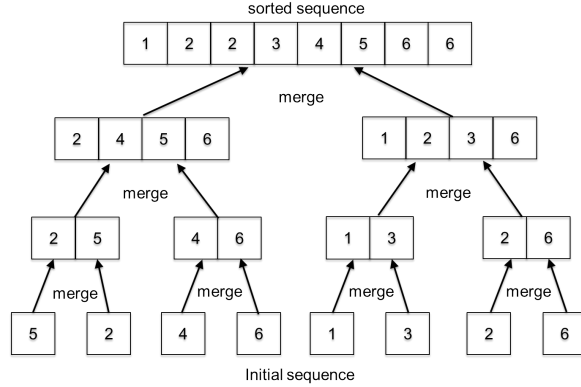 sorted sequence
1 2 2 3 4 5 6 6
merge
2 4 5 6 1 2 3 6
merge merge
2 5 4 6 1 3 2 6
merge merge merge merge
5 2 4 6 1 3 2 6
Initial sequence